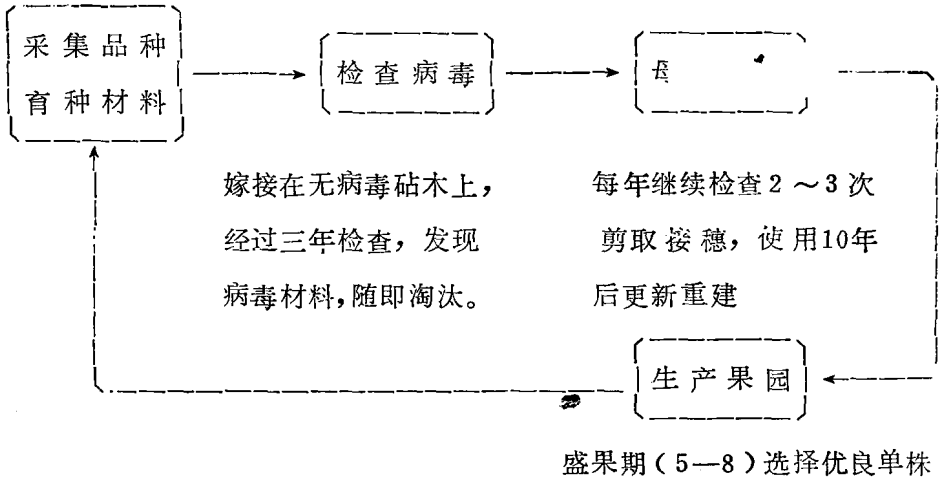 采集品种
育种材料
检查病毒
嫁接在无病毒砧木上，
经过三年检查，发现
病毒材料，随即淘汰。
每年继续检查2～3次
剪取接穗，使用10年
后更新重建
生产果园
盛果期（5—8）选择优良单株